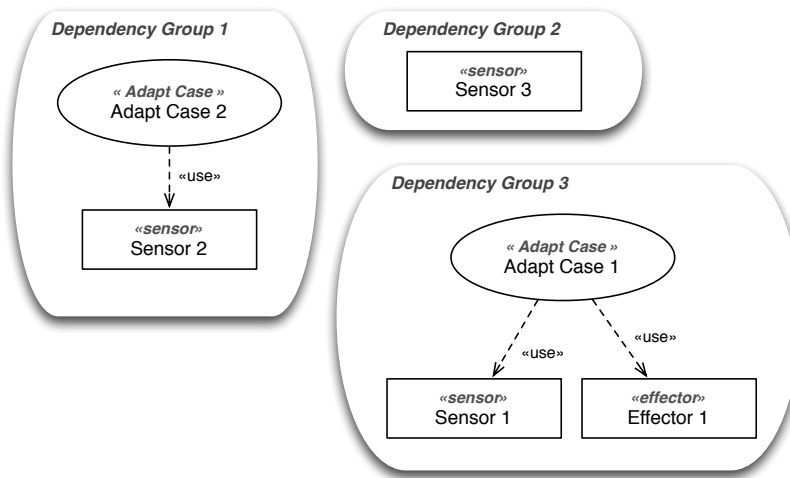 Dependency Group 1
« Adapt Case »
Adapt Case 2
«use»
«sensor»
Sensor 2
Dependency Group 2
«sensor»
Sensor 3
Dependency Group 3
« Adapt Case »
Adapt Case 1
«use»
«use»
«sensor»
Sensor 1
«effector»
Effector 1